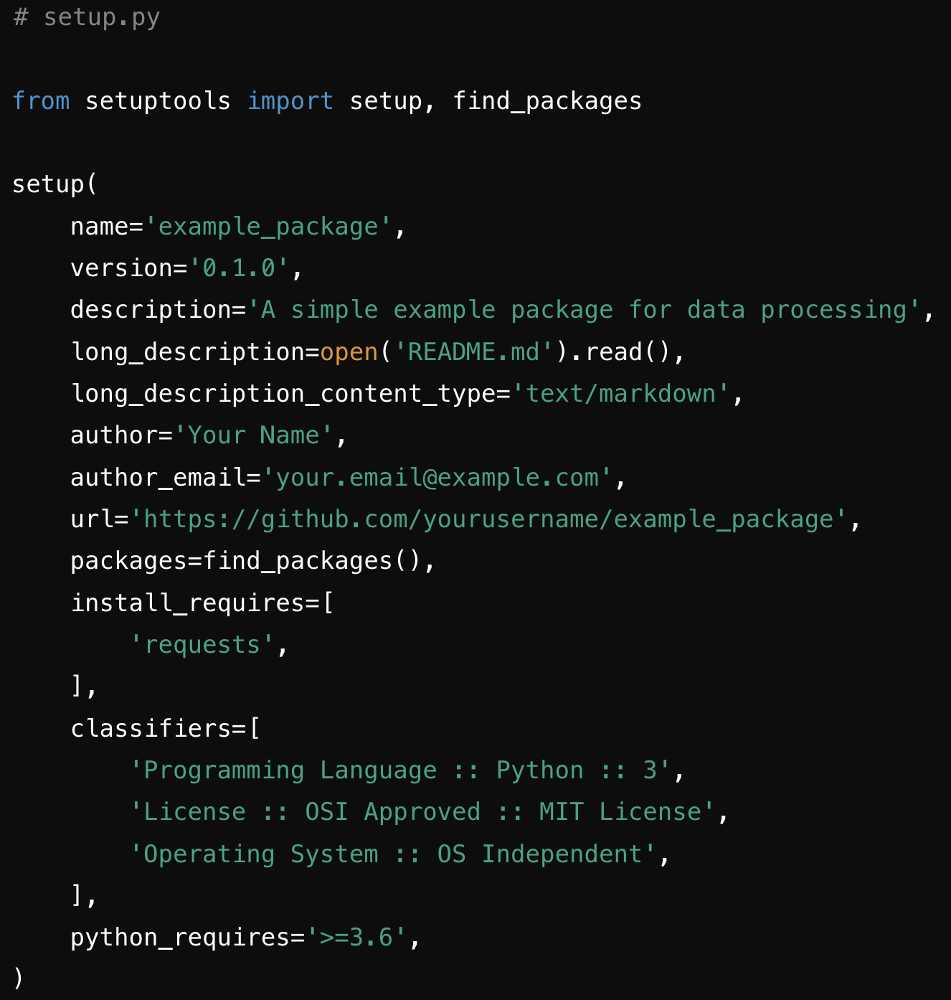 # setup.py
from setuptools import setup, find_packages
setup(
    name='example_package',
    version='0.1.0',
    description='A simple example package for data processing',
    long_description=open('README.md').read(),
    long_description_content_type='text/markdown',
    author='Your Name',
    author_email='your.email@example.com',
    url='https://github.com/yourusername/example_package',
    packages=find_packages(),
    install_requires=[
        'requests',
    ],
    classifiers=[
        'Programming Language :: Python :: 3',
        'License :: OSI Approved :: MIT License',
        'Operating System :: OS Independent',
    ],
    python_requires='>=3.6',
)